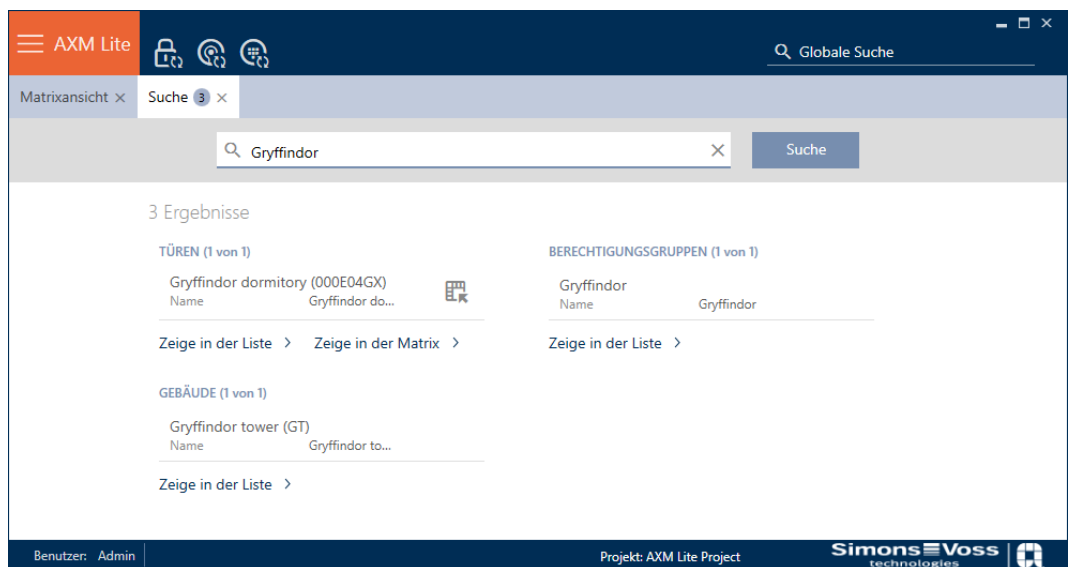 AXM Lite
Globale Suche
Matrixansicht
Suche 3
Gryffindor
Suche
3 Ergebnisse
TÜREN (1 von 1)
Gryffindor dormitory (000E04GX)
Name Gryffindor do...
Zeige in der Liste Zeige in der Matrix
BERECHTIGUNGSGRUPPEN (1 von 1)
Gryffindor
Name Gryffindor
Zeige in der Liste
GEBÄUDE (1 von 1)
Gryffindor tower (GT)
Name Gryffindor to...
Zeige in der Liste
Benutzer: Admin
Projekt: AXM Lite Project
Simons Voss
technologies